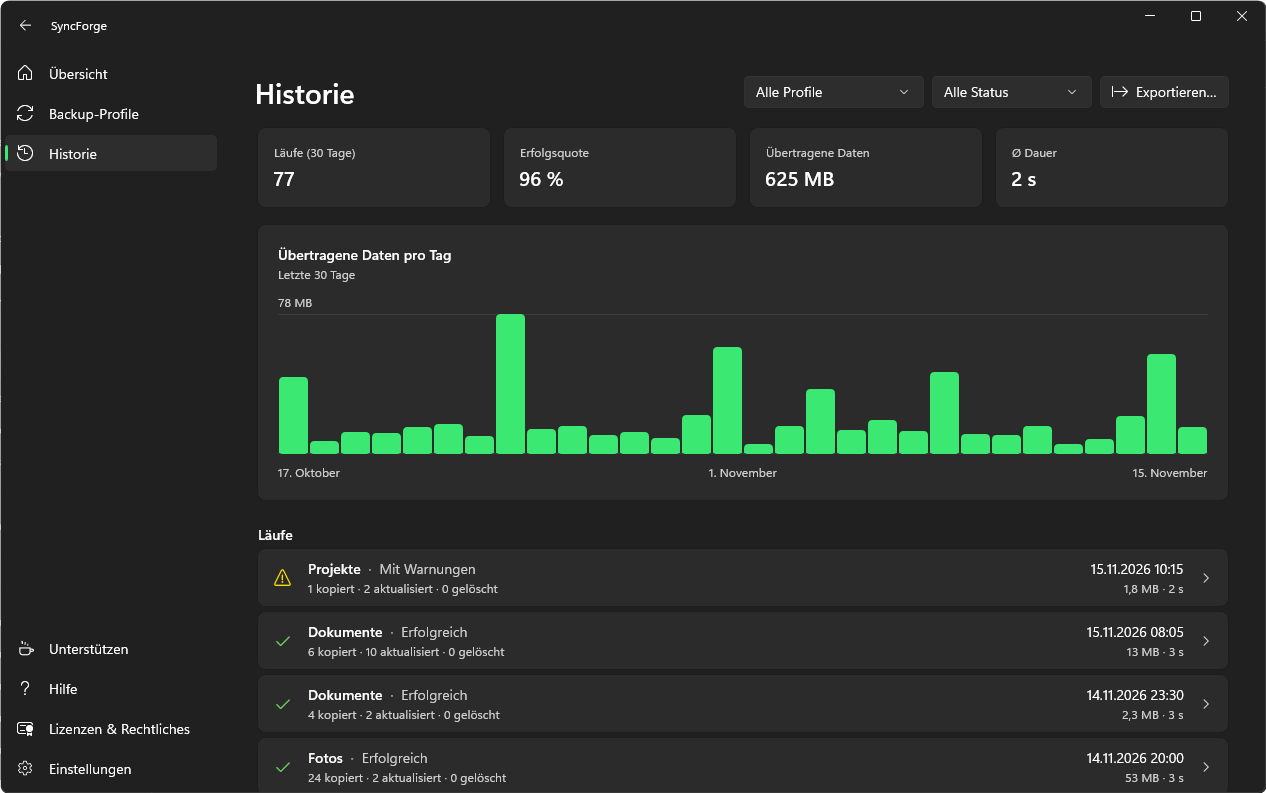 SyncForge
Übersicht
Backup-Profile
Historie
Unterstützen
Hilfe
Lizenzen & Rechtliches
Einstellungen
Historie
Alle Profile
Alle Status
Exportieren...
Läufe (30 Tage)
77
Erfolgsquote
96 %
Übertragene Daten
625 MB
Ø Dauer
2 s
Übertragene Daten pro Tag
Letzte 30 Tage
78 MB
17. Oktober
1. November
15. November
Läufe
Projekte · Mit Warnungen
1 kopiert · 2 aktualisiert · 0 gelöscht
15.11.2026 10:15
1,8 MB · 2 s
Dokumente · Erfolgreich
6 kopiert · 10 aktualisiert · 0 gelöscht
15.11.2026 08:05
13 MB · 3 s
Dokumente · Erfolgreich
4 kopiert · 2 aktualisiert · 0 gelöscht
14.11.2026 23:30
2,3 MB · 3 s
Fotos · Erfolgreich
24 kopiert · 2 aktualisiert · 0 gelöscht
14.11.2026 20:00
53 MB · 3 s